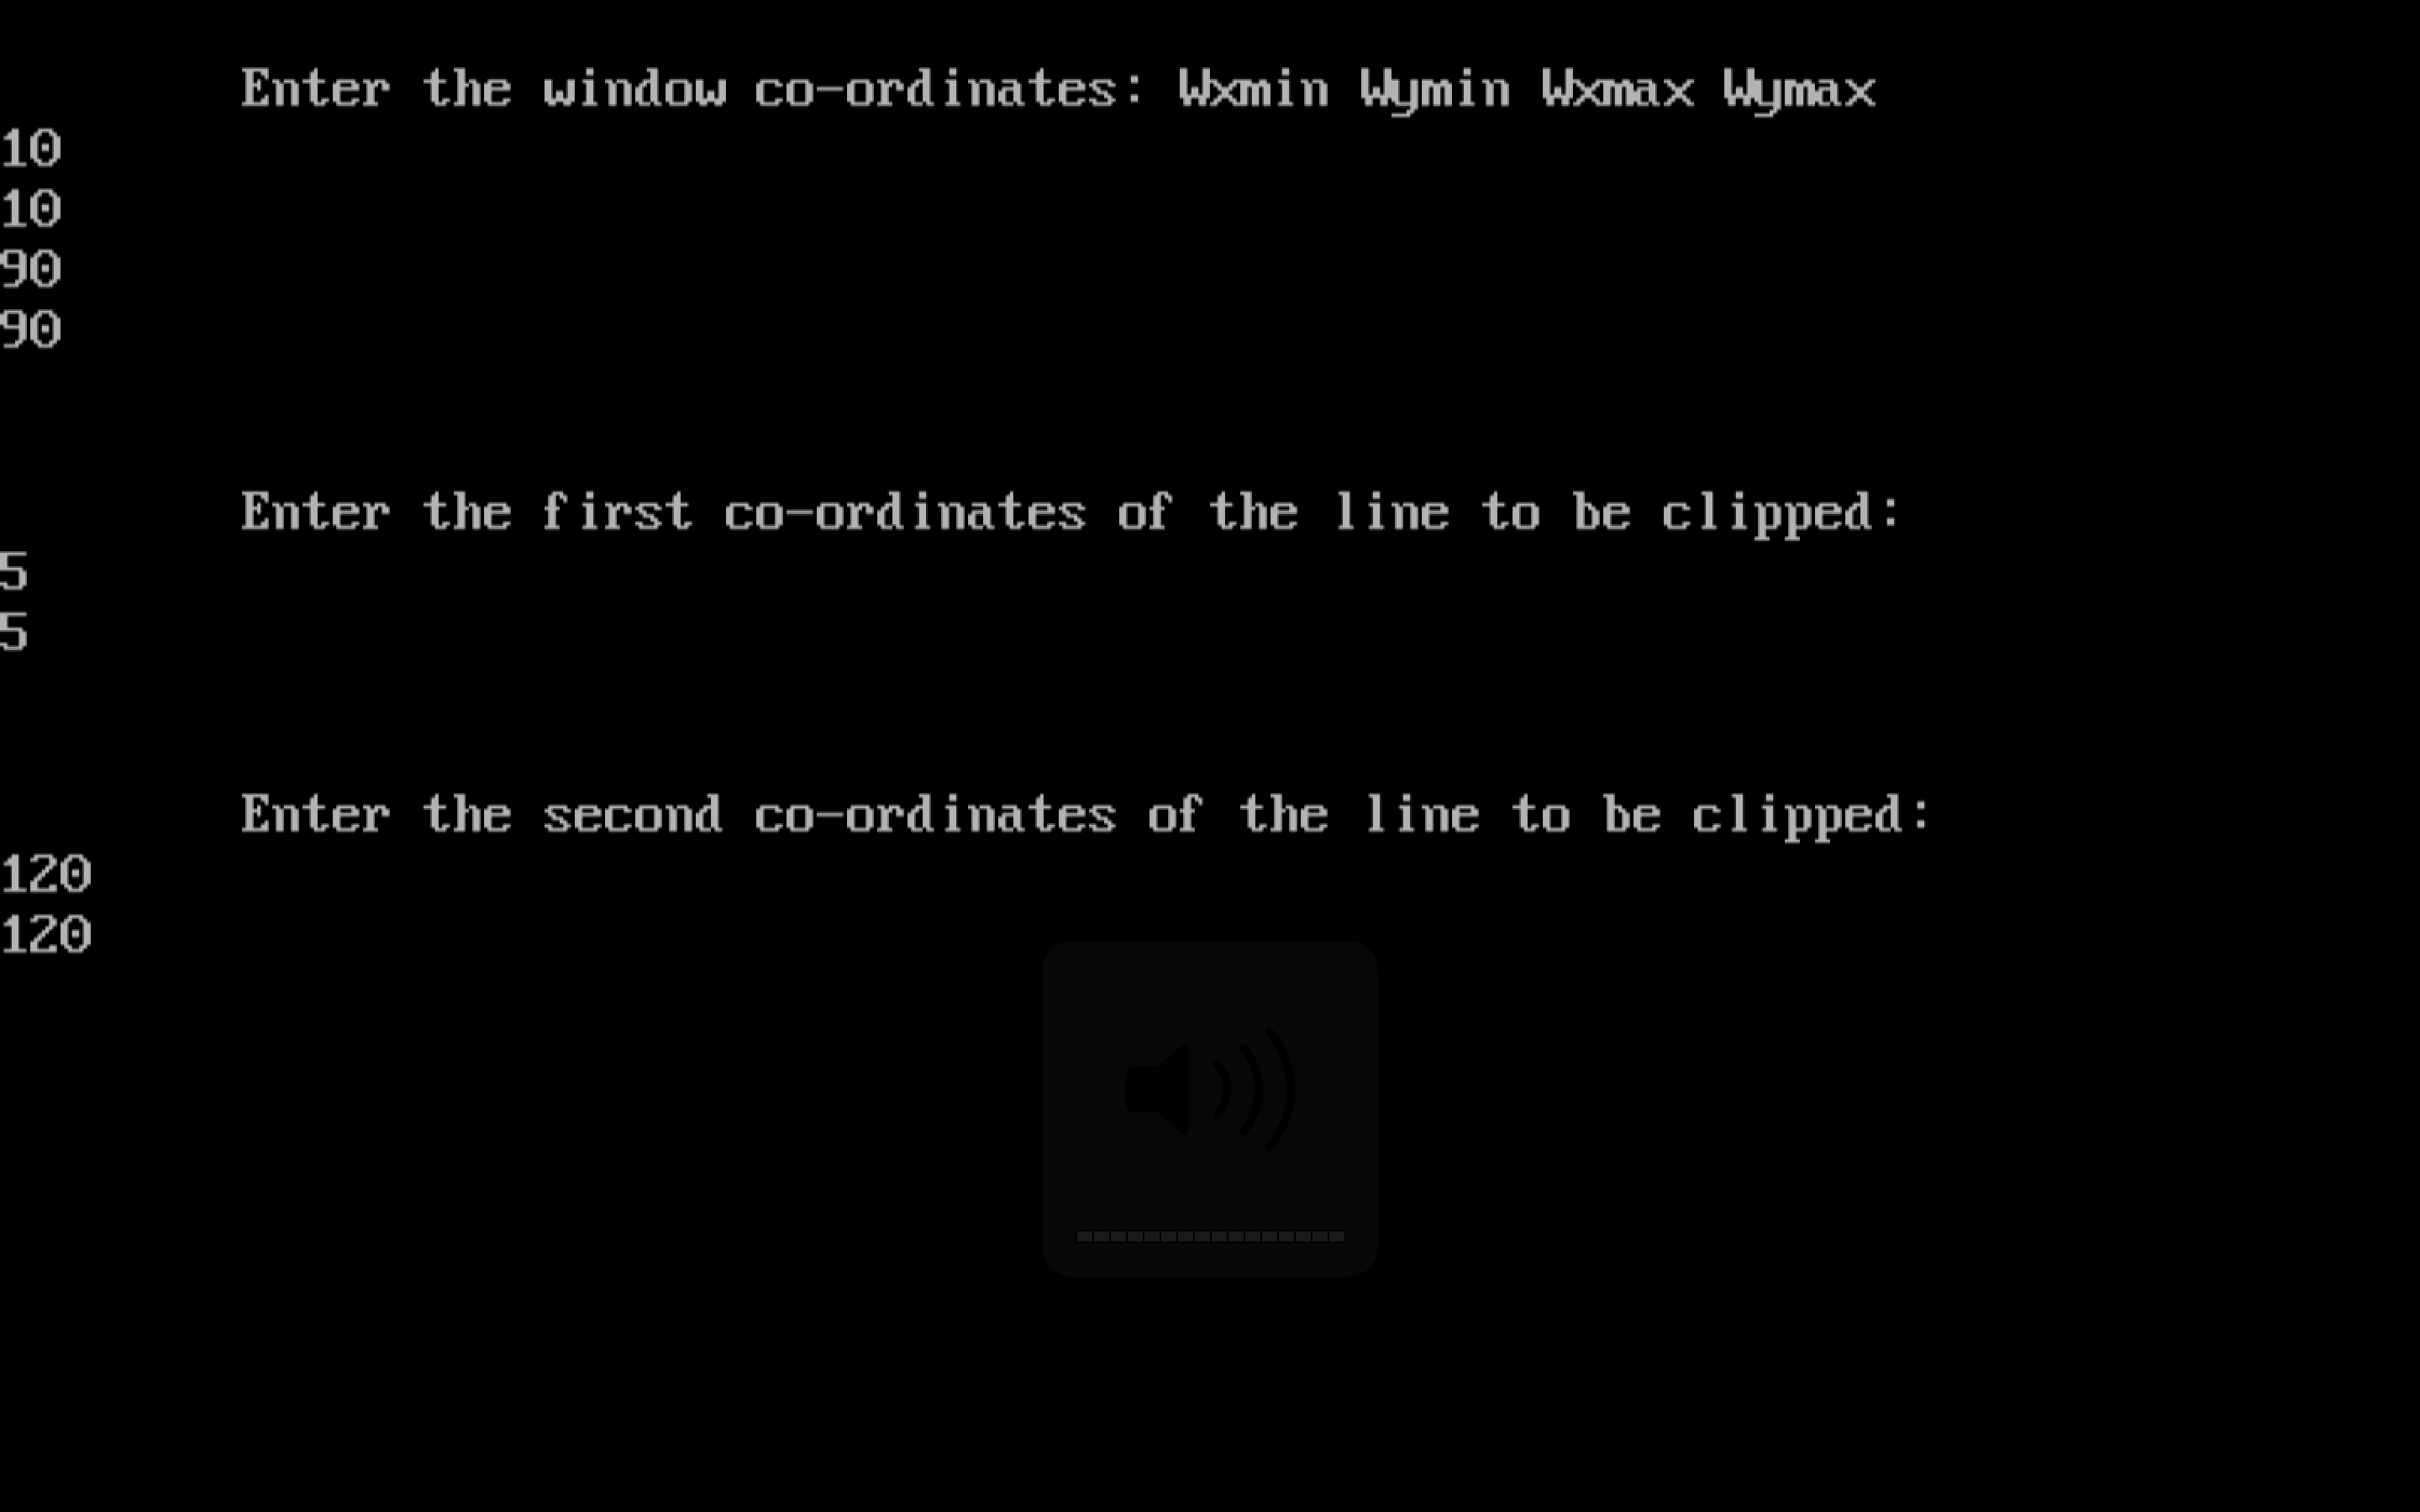 Enter the window co-ordinates: Wxmin Wymin Wxmax Wymax
10
10
90
90
Enter the first co-ordinates of the line to be clipped:
5
5
Enter the second co-ordinates of the line to be clipped:
120
120